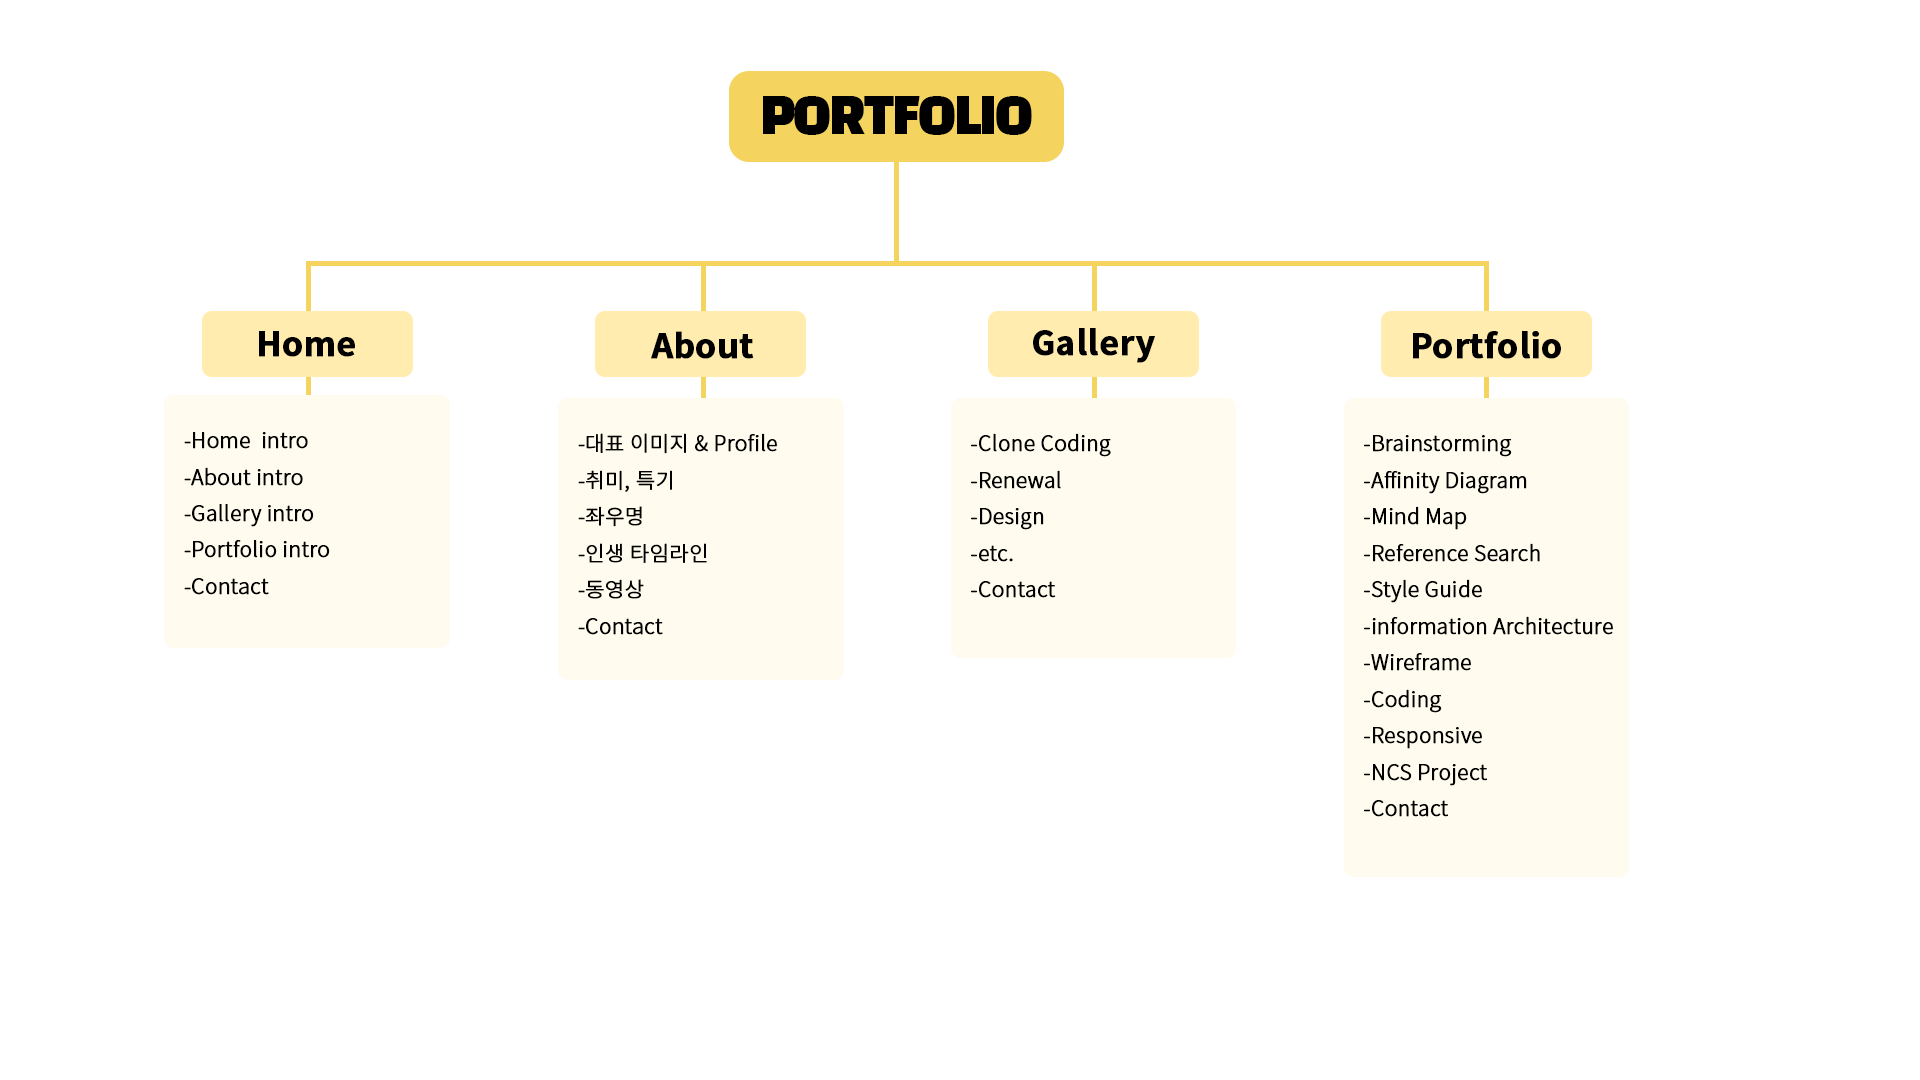 PORTFOLIO
Home
-Home  intro
-About intro
-Gallery intro
-Portfolio intro
-Contact
About
-대표 이미지 & Profile
-취미, 특기
-좌우명
-인생 타임라인
-동영상
-Contact
Gallery
-Clone Coding
-Renewal
-Design
-etc.
-Contact
Portfolio
-Brainstorming
-Affinity Diagram
-Mind Map
-Reference Search
-Style Guide
-information Architecture
-Wireframe
-Coding
-Responsive
-NCS Project
-Contact